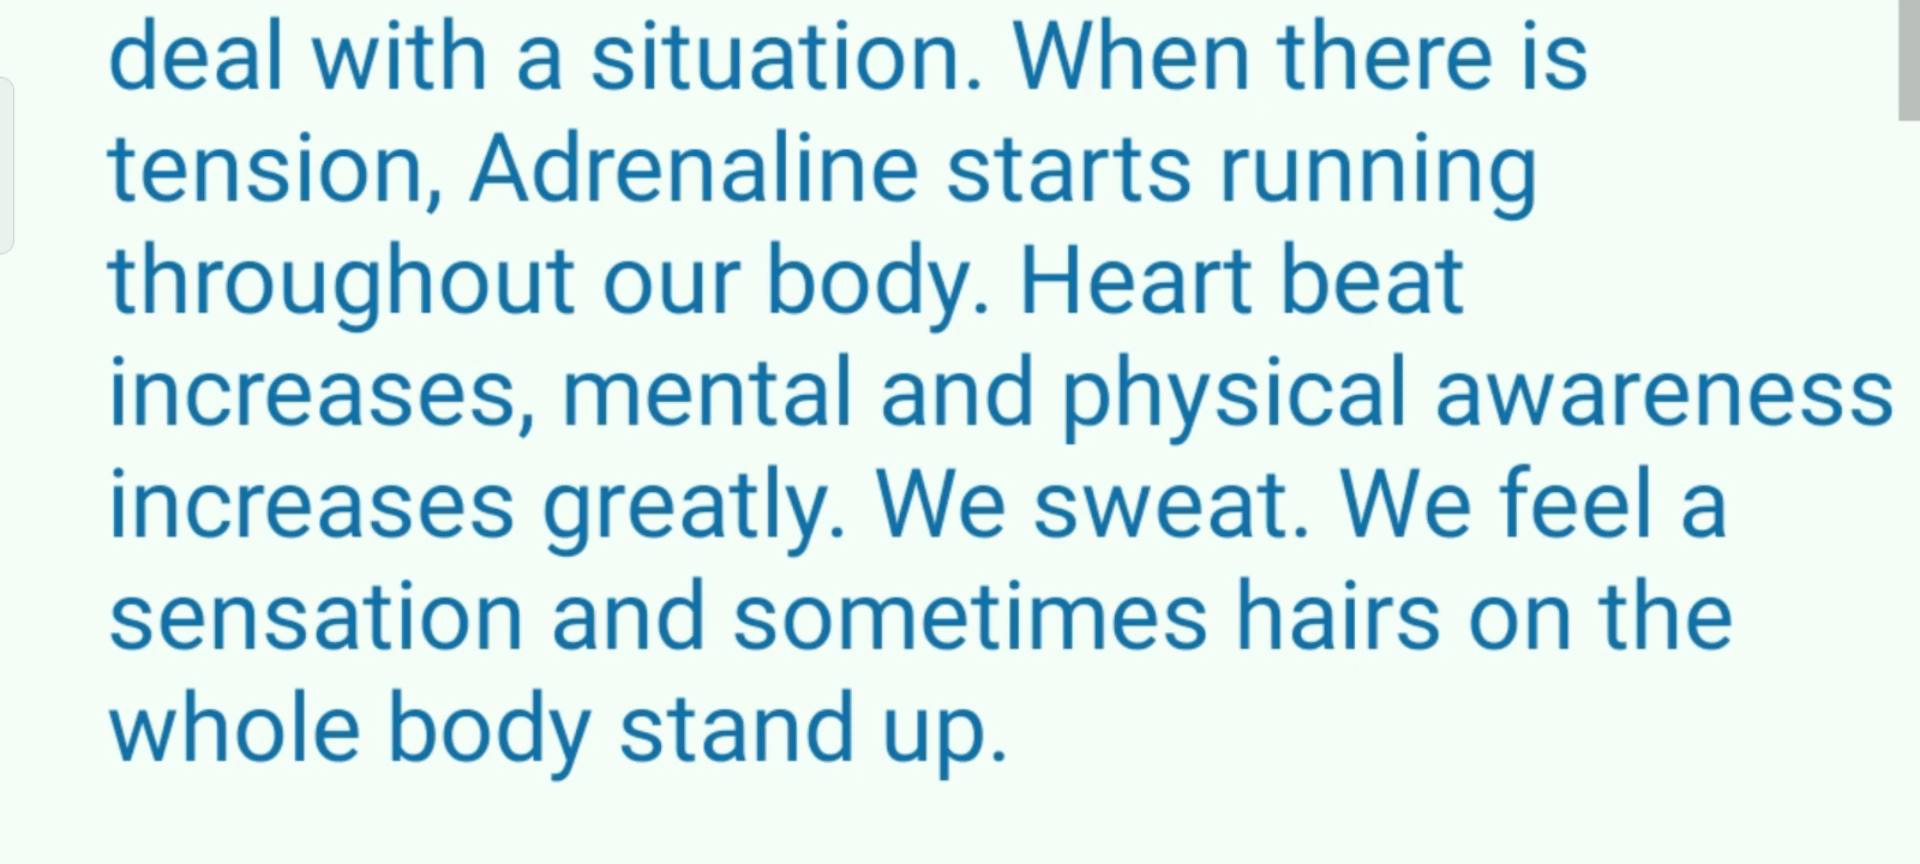 deal with a situation. When there is
tension, Adrenaline starts running
throughout our body. Heart beat
increases, mental and physical awareness
increases greatly. We sweat. We feel a
sensation and sometimes hairs on the
whole body stand up.